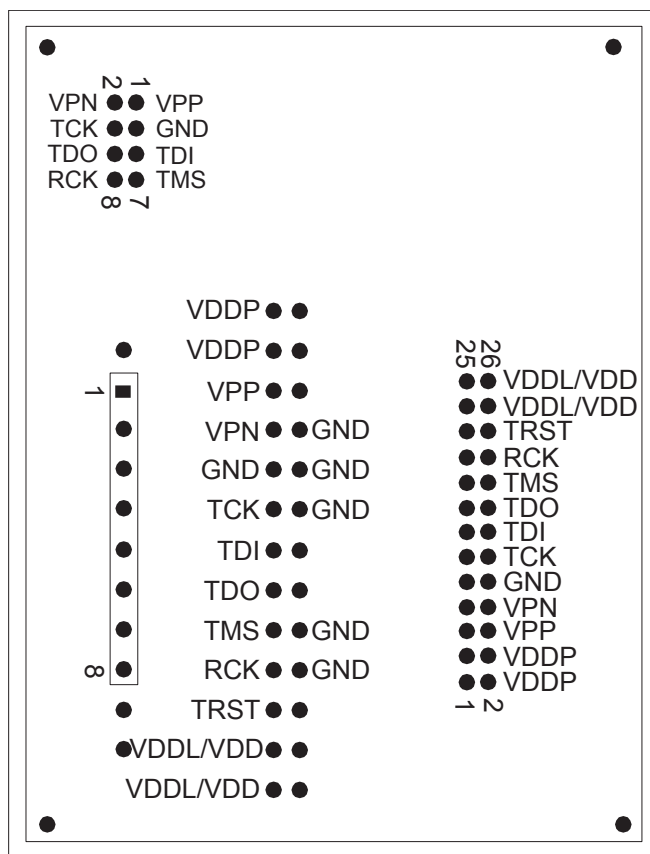 2 1
VPN VPP
TCK GND
TDO TDI
RCK TMS
8 7
VDDP
VDDP
1 VPP
VPN GND
GND GND
TCK GND
TDI
TDO
TMS GND
8 RCK GND
TRST
VDDL/VDD
VDDL/VDD
25 26
VDDL/VDD
VDDL/VDD
TRST
RCK
TMS
TDO
TDI
TCK
GND
VPN
VPP
VDDP
VDDP
1 2